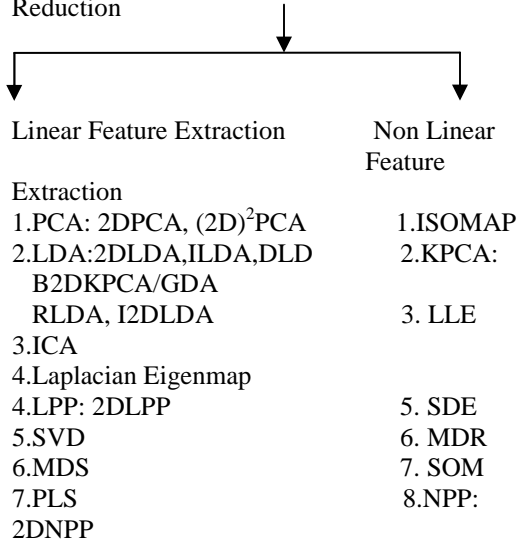 Reduction
Linear Feature Extraction Non Linear
Feature
Extraction
1.PCA: 2DPCA, (2D)²PCA 1.ISOMAP
2.LDA:2DLDA,ILDA,DLD 2.KPCA:
B2DKPCA/GDA
RLDA, I2DLDA 3. LLE
3.ICA
4.Laplacian Eigenmap
4.LPP: 2DLPP 5. SDE
5.SVD 6. MDR
6.MDS 7. SOM
7.PLS 8.NPP:
2DNPP